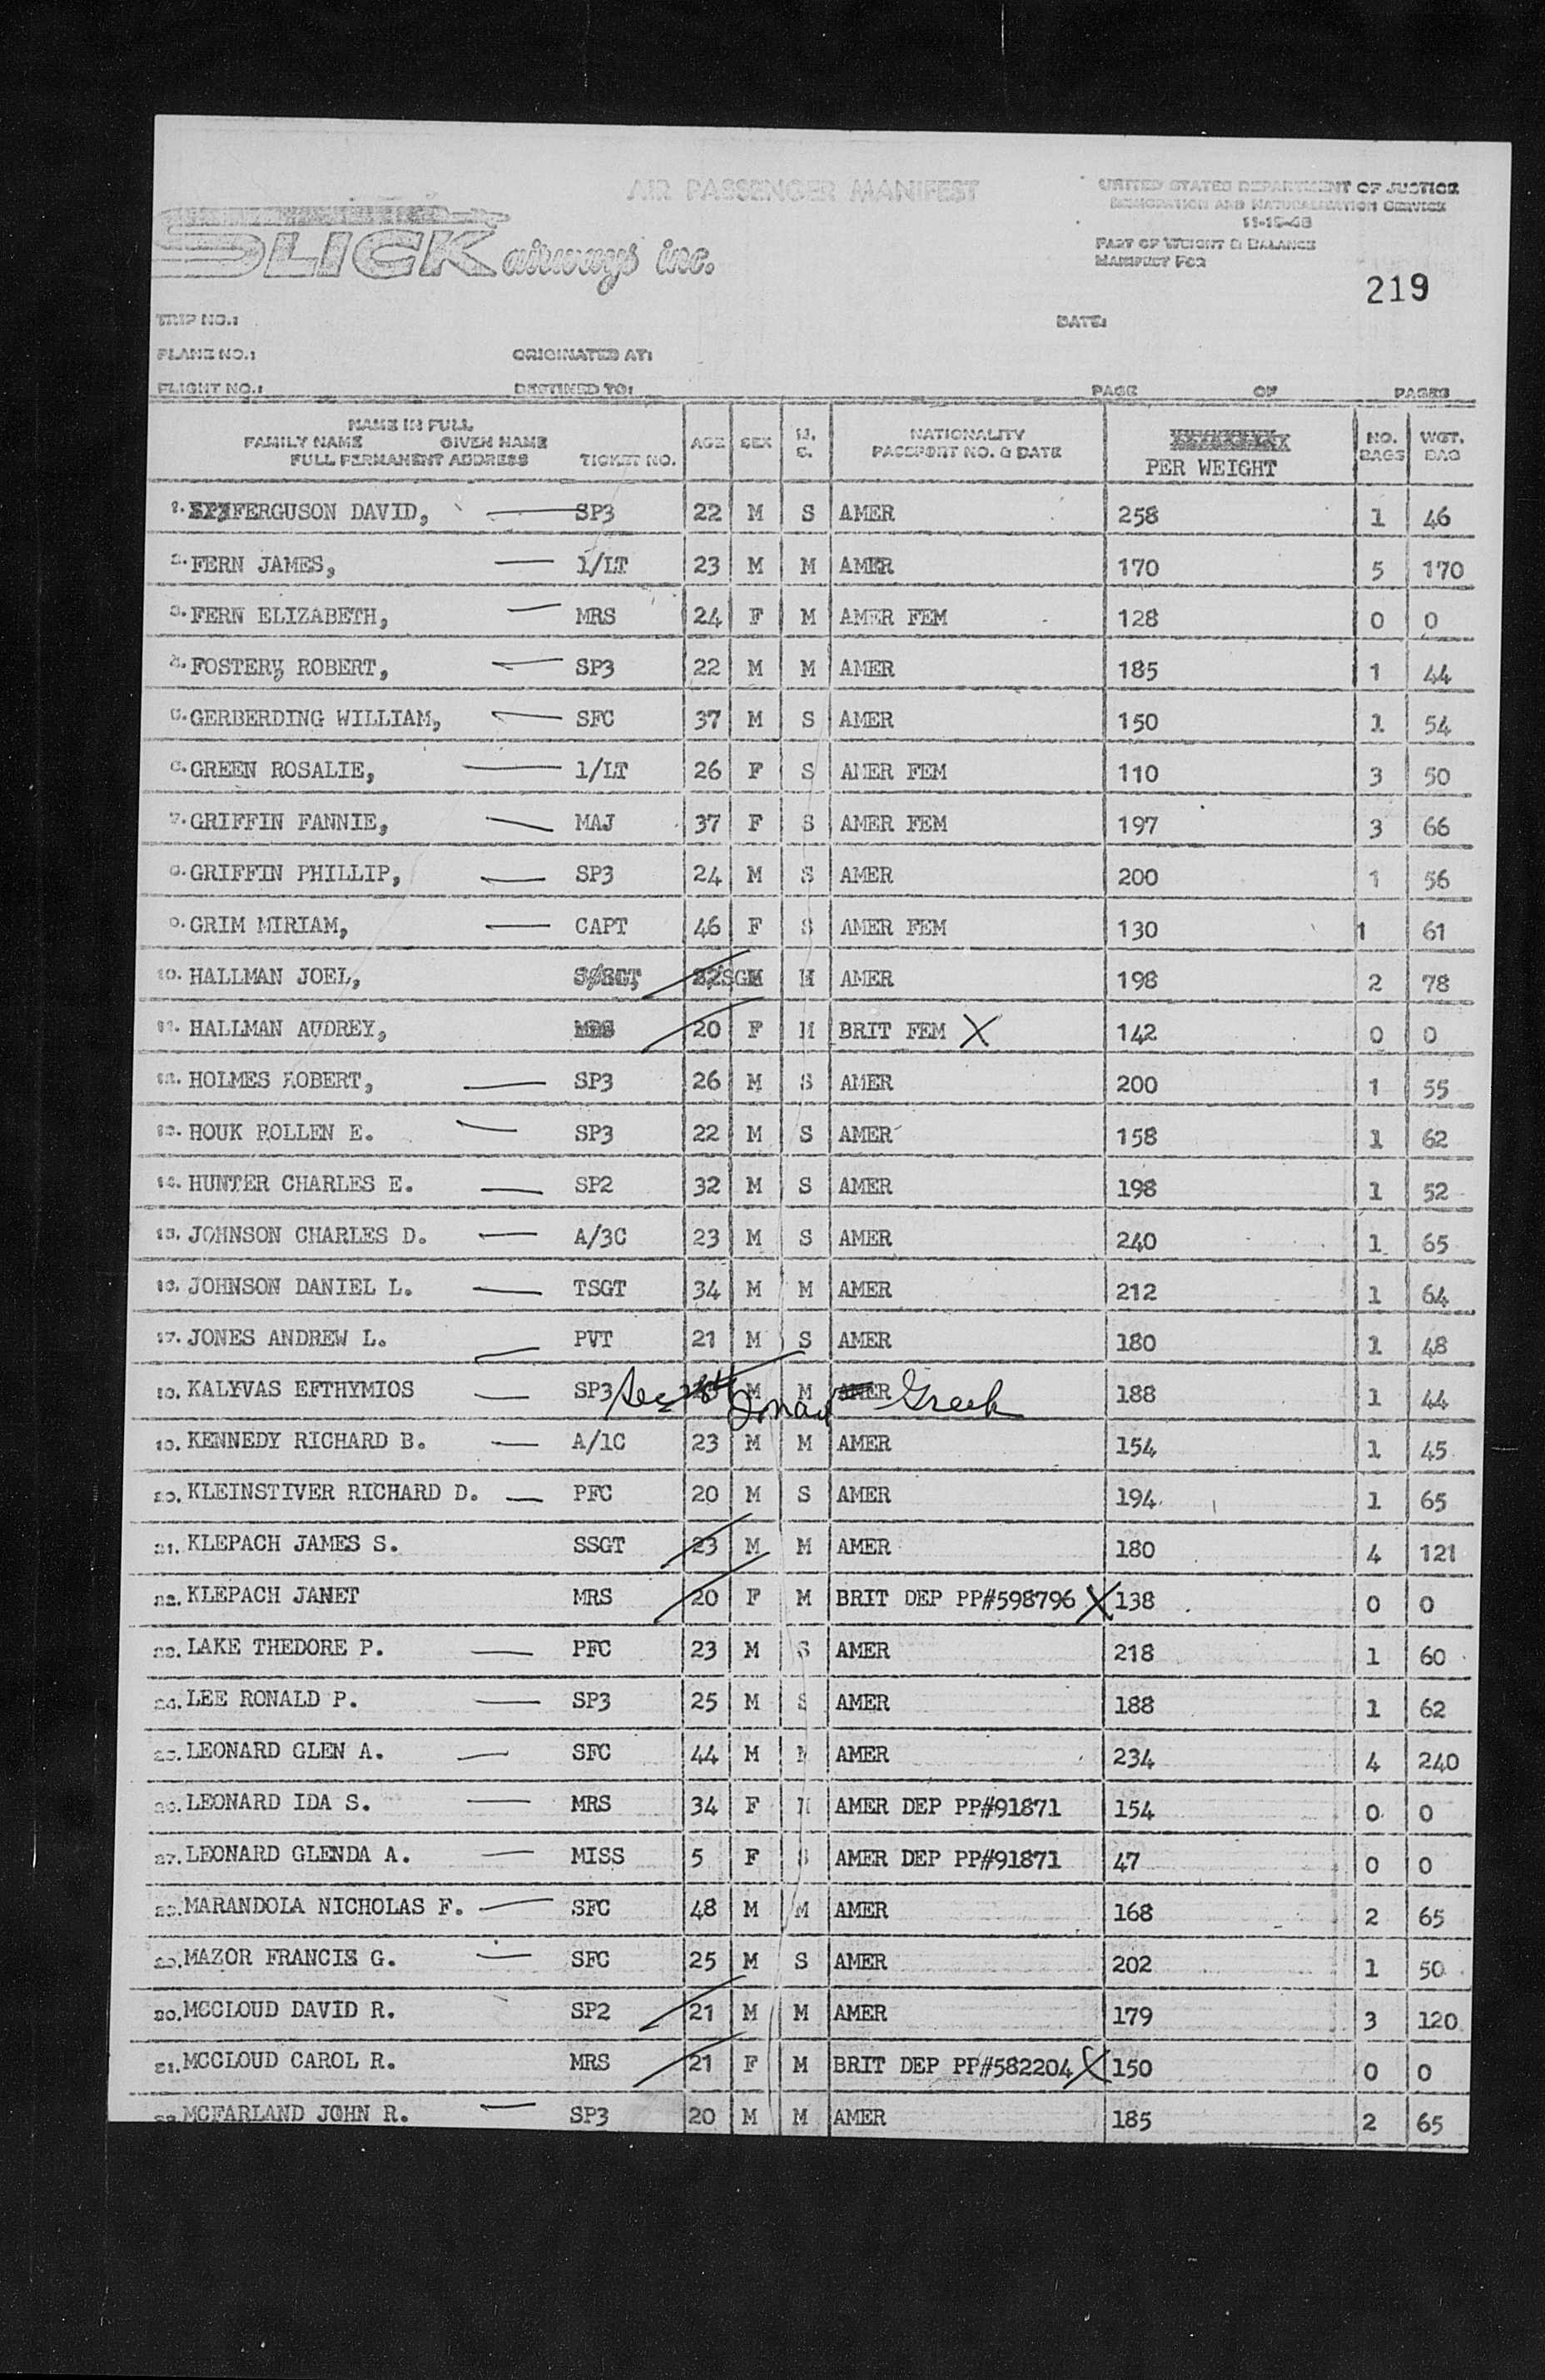 AIR PASSENGER MANIFEST
UNITED STATES DEPARTMENT OF JUSTICE
IMMIGRATION AND NATURALIZATION SERVICE
11-15-48
PART OF WEIGHT & BALANCE
MANIFEST FOR
SLICK airways inc.
219
TRIP NO.: DATE:
PLANE NO.: ORIGINATED AT:
FLIGHT NO.: DESTINED TO: PAGE OF PAGES
NAME IN FULL
FAMILY NAME GIVEN NAME
FULL PERMANENT ADDRESS TICKET NO. AGE SEX M. S. NATIONALITY PASSPORT NO. & DATE PER WEIGHT NO. BAGS WGT. BAG
1. FERGUSON DAVID, SP3 22 M S AMER 258 1 46
2. FERN JAMES, 1/LT 23 M M AMER 170 5 170
3. FERN ELIZABETH, MRS 24 F M AMER FEM 128 0 0
4. FOSTERy ROBERT, SP3 22 M M AMER 185 1 44
5. GERBERDING WILLIAM, SFC 37 M S AMER 150 1 54
6. GREEN ROSALIE, 1/LT 26 F S AMER FEM 110 3 50
7. GRIFFIN FANNIE, MAJ 37 F S AMER FEM 197 3 66
8. GRIFFIN PHILLIP, SP3 24 M S AMER 200 1 56
9. GRIM MIRIAM, CAPT 46 F S AMER FEM 130 1 61
10. HALLMAN JOEL, M AMER 198 2 78
11. HALLMAN AUDREY, MRS 20 F M BRIT FEM X 142 0 0
12. HOLMES ROBERT, SP3 26 M S AMER 200 1 55
13. HOUK ROLLEN E. SP3 22 M S AMER 158 1 62
14. HUNTER CHARLES E. SP2 32 M S AMER 198 1 52
15. JOHNSON CHARLES D. A/3C 23 M S AMER 240 1 65
16. JOHNSON DANIEL L. TSGT 34 M M AMER 212 1 64
17. JONES ANDREW L. PVT 21 M S AMER 180 1 48
18. KALYVAS EFTHYMIOS SP3 M M AMER Greek 188 1 44
19. KENNEDY RICHARD B. A/1C 23 M M AMER 154 1 45
20. KLEINSTIVER RICHARD D. PFC 20 M S AMER 194 1 65
21. KLEPACH JAMES S. SSGT 23 M M AMER 180 4 121
22. KLEPACH JANET MRS 20 F M BRIT DEP PP#598796 X 138 0 0
23. LAKE THEDORE P. PFC 23 M S AMER 218 1 60
24. LEE RONALD P. SP3 25 M S AMER 188 1 62
25. LEONARD GLEN A. SFC 44 M M AMER 234 4 240
26. LEONARD IDA S. MRS 34 F M AMER DEP PP#91871 154 0 0
27. LEONARD GLENDA A. MISS 5 F S AMER DEP PP#91871 47 0 0
28. MARANDOLA NICHOLAS F. SFC 48 M M AMER 168 2 65
29. MAZOR FRANCIS G. SFC 25 M S AMER 202 1 50
30. MCCLOUD DAVID R. SP2 21 M M AMER 179 3 120
31. MCCLOUD CAROL R. MRS 21 F M BRIT DEP PP#582204 X 150 0 0
32. MCFARLAND JOHN R. SP3 20 M M AMER 185 2 65